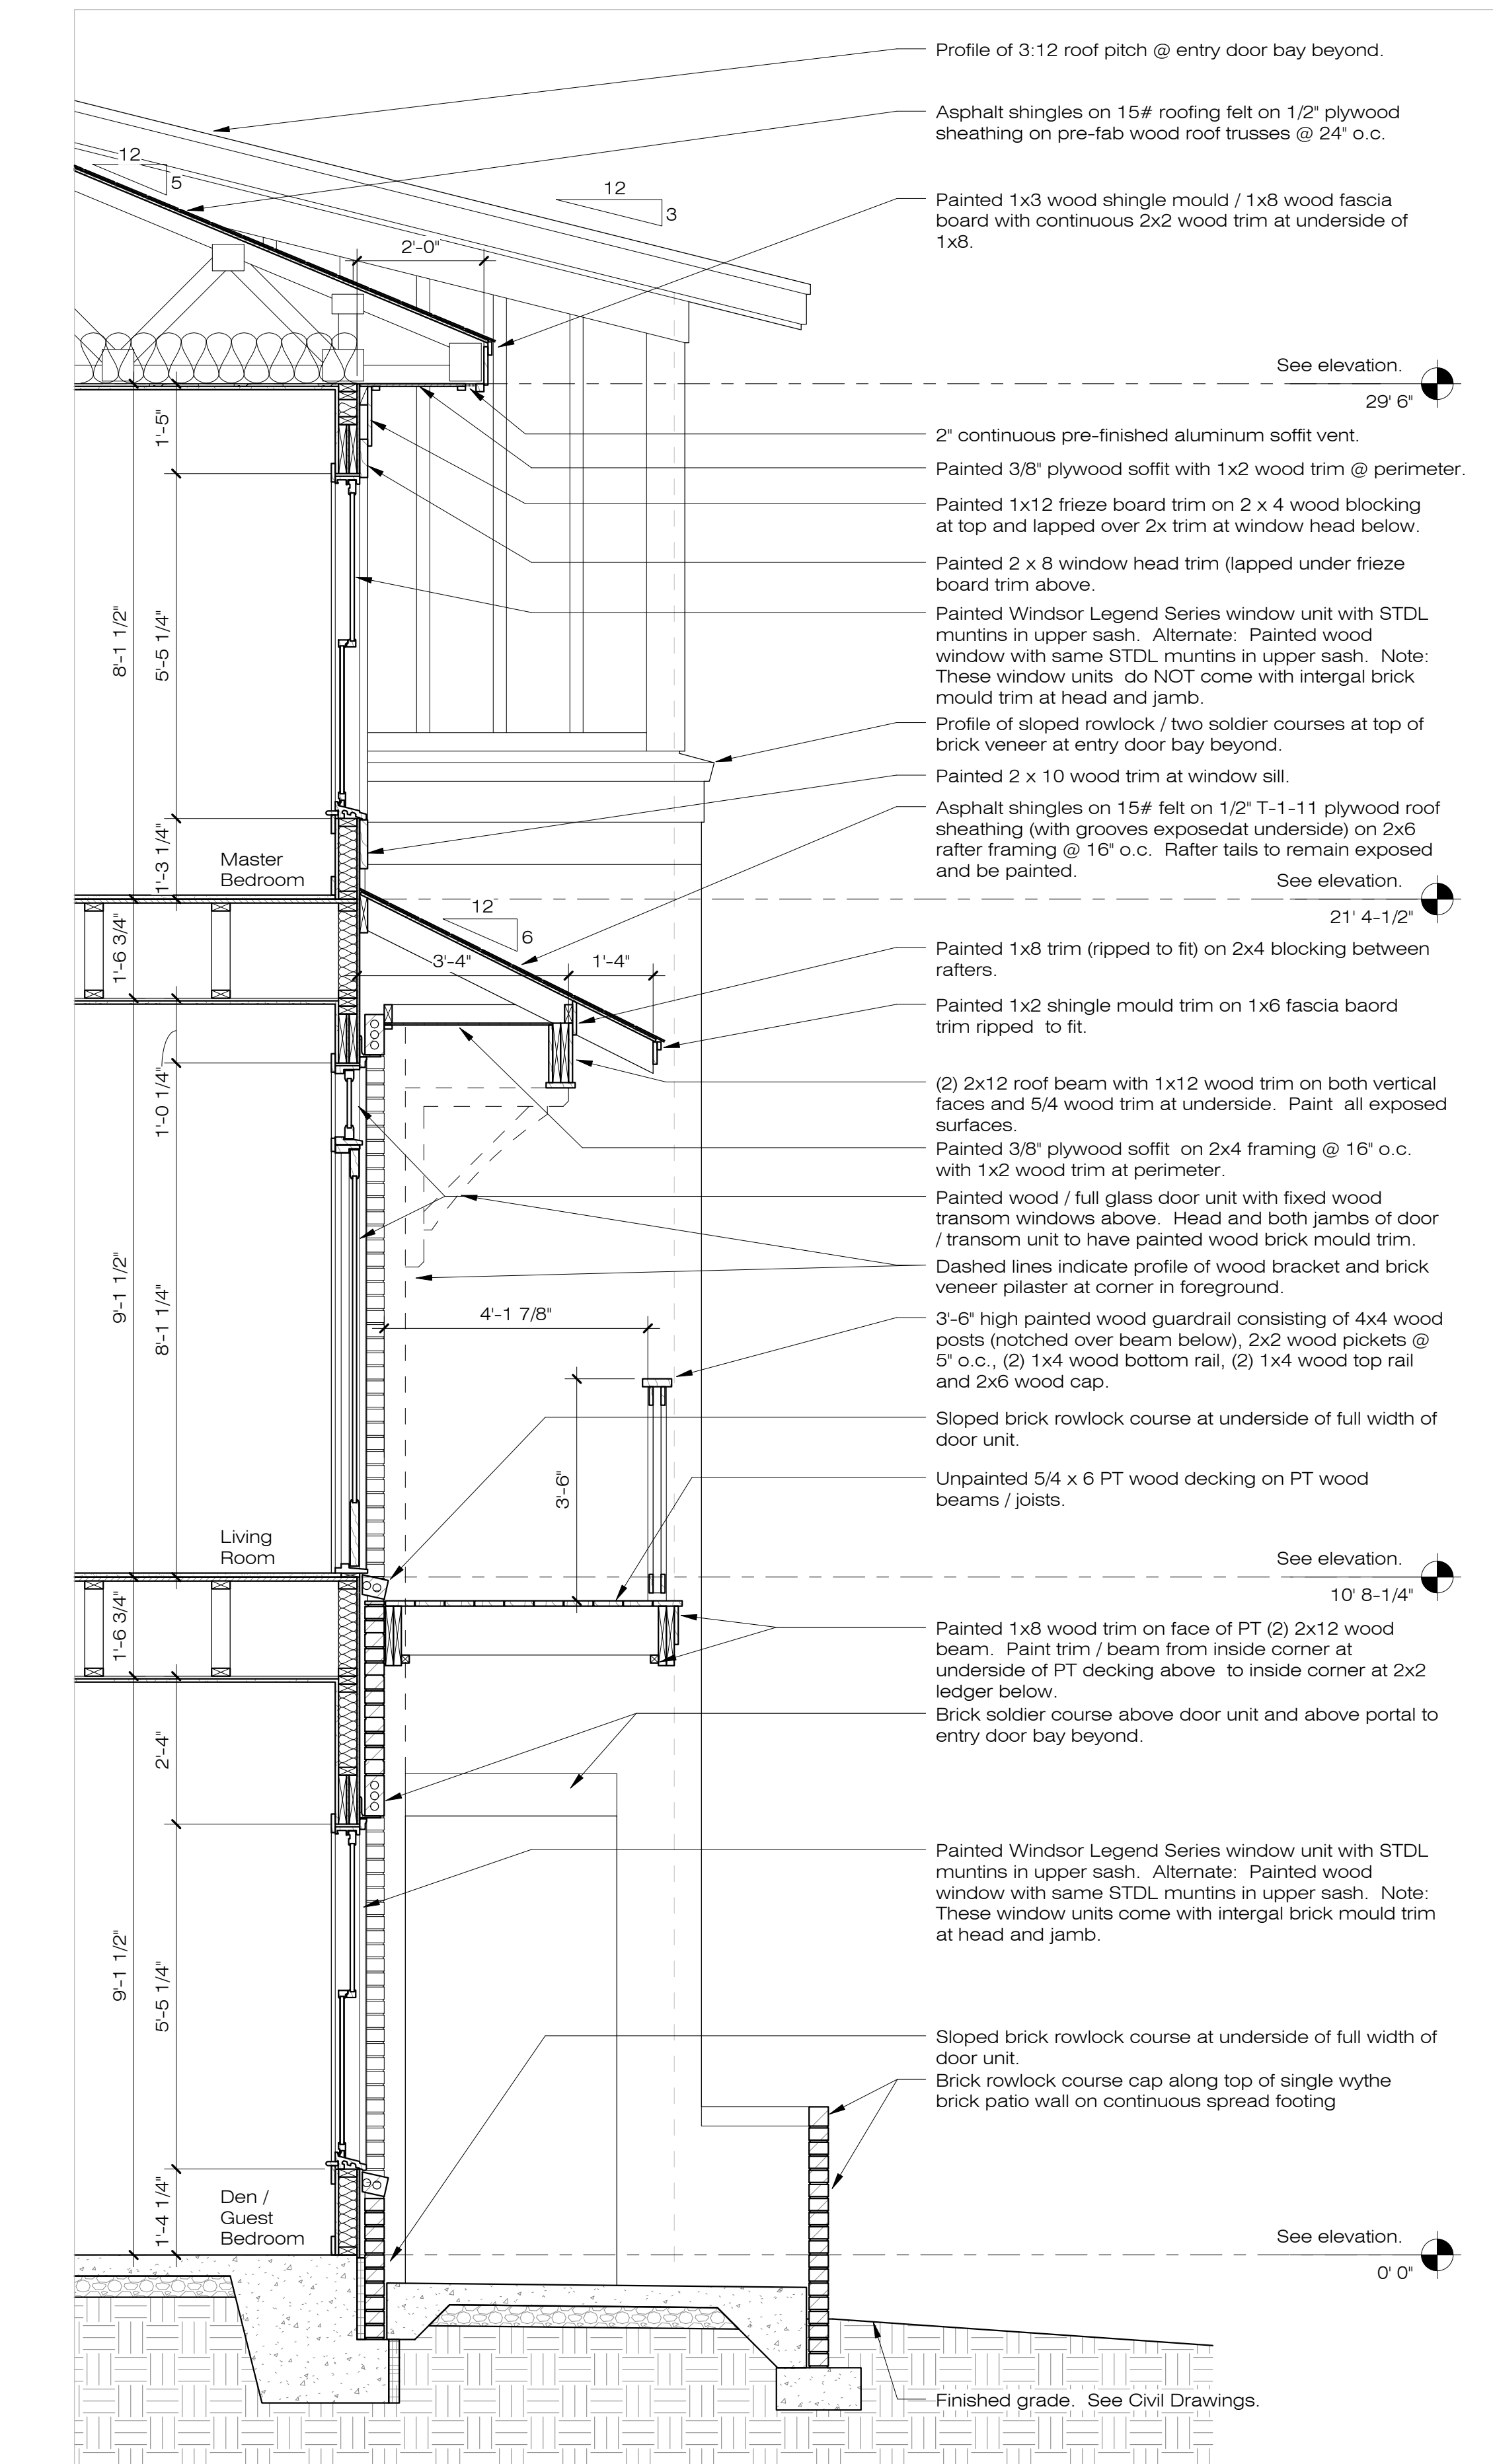 Profile of 3:12 roof pitch @ entry door bay beyond.
Asphalt shingles on 15# roofing felt on 1/2" plywood
sheathing on pre-fab wood roof trusses @ 24" o.c.
12
5
12
3
Painted 1x3 wood shingle mould / 1x8 wood fascia
board with continuous 2x2 wood trim at underside of
1x8.
2'-0"
See elevation.
29' 6"
1'-5"
2" continuous pre-finished aluminum soffit vent.
Painted 3/8" plywood soffit with 1x2 wood trim @ perimeter.
Painted 1x12 frieze board trim on 2 x 4 wood blocking
at top and lapped over 2x trim at window head below.
Painted 2 x 8 window head trim (lapped under frieze
board trim above.
8'-1 1/2"
5'-5 1/4"
Painted Windsor Legend Series window unit with STDL
muntins in upper sash.  Alternate:  Painted wood
window with same STDL muntins in upper sash.  Note:
These window units  do NOT come with intergal brick
mould trim at head and jamb.
Profile of sloped rowlock / two soldier courses at top of
brick veneer at entry door bay beyond.
Painted 2 x 10 wood trim at window sill.
Asphalt shingles on 15# felt on 1/2" T-1-11 plywood roof
sheathing (with grooves exposedat underside) on 2x6
rafter framing @ 16" o.c.  Rafter tails to remain exposed
and be painted.
1'-3 1/4"
Master
Bedroom
See elevation.
21' 4-1/2"
12
6
1'-6 3/4"
3'-4"
1'-4"
Painted 1x8 trim (ripped to fit) on 2x4 blocking between
rafters.
Painted 1x2 shingle mould trim on 1x6 fascia baord
trim ripped  to fit.
1'-0 1/4"
(2) 2x12 roof beam with 1x12 wood trim on both vertical
faces and 5/4 wood trim at underside.  Paint  all exposed
surfaces.
Painted 3/8" plywood soffit  on 2x4 framing @ 16" o.c.
with 1x2 wood trim at perimeter.
Painted wood / full glass door unit with fixed wood
transom windows above.  Head and both jambs of door
/ transom unit to have painted wood brick mould trim.
Dashed lines indicate profile of wood bracket and brick
veneer pilaster at corner in foreground.
9'-1 1/2"
8'-1 1/4"
4'-1 7/8"
3'-6" high painted wood guardrail consisting of 4x4 wood
posts (notched over beam below), 2x2 wood pickets @
5" o.c., (2) 1x4 wood bottom rail, (2) 1x4 wood top rail
and 2x6 wood cap.
Sloped brick rowlock course at underside of full width of
door unit.
3'-6"
Unpainted 5/4 x 6 PT wood decking on PT wood
beams / joists.
Living
Room
See elevation.
10' 8-1/4"
1'-6 3/4"
Painted 1x8 wood trim on face of PT (2) 2x12 wood
beam.  Paint trim / beam from inside corner at
underside of PT decking above  to inside corner at 2x2
ledger below.
Brick soldier course above door unit and above portal to
entry door bay beyond.
2'-4"
Painted Windsor Legend Series window unit with STDL
muntins in upper sash.  Alternate:  Painted wood
window with same STDL muntins in upper sash.  Note:
These window units come with intergal brick mould trim
at head and jamb.
9'-1 1/2"
5'-5 1/4"
Sloped brick rowlock course at underside of full width of
door unit.
Brick rowlock course cap along top of single wythe
brick patio wall on continuous spread footing
1'-4 1/4"
Den /
Guest
Bedroom
See elevation.
0' 0"
Finished grade.  See Civil Drawings.